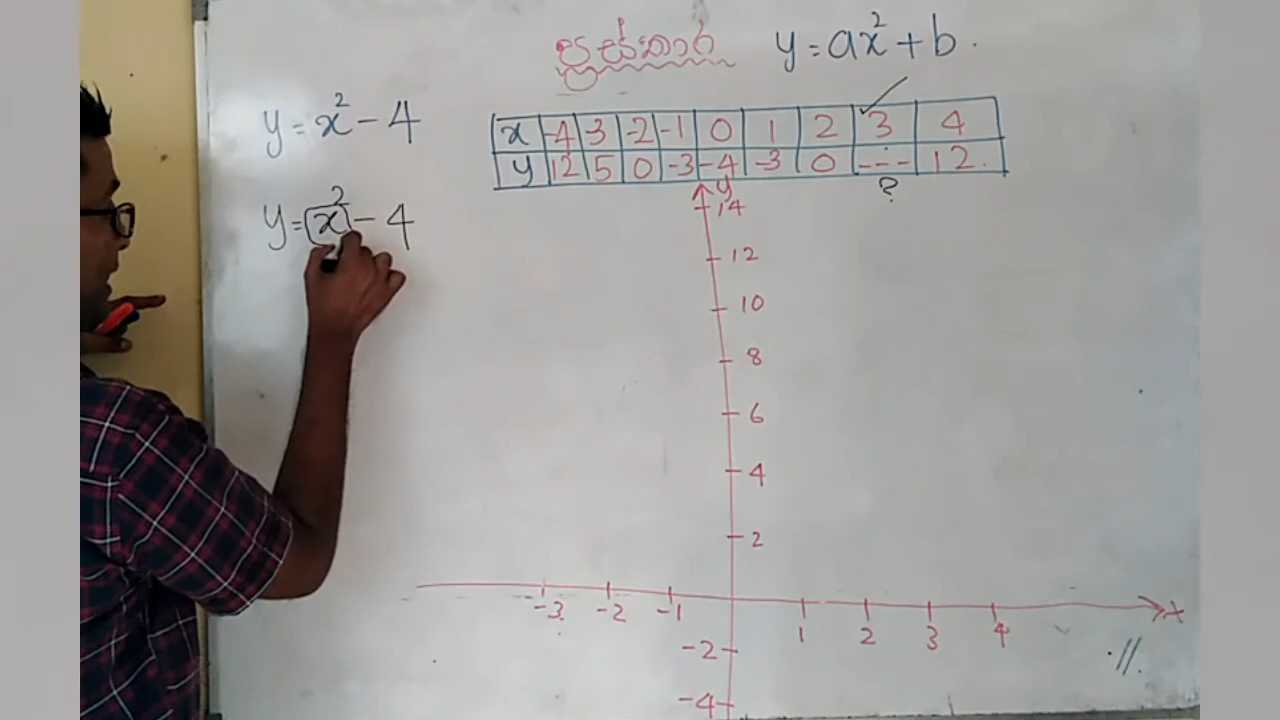 ප්‍රස්තාර y = ax² + b.
y = x² - 4
x -4 3 -2 -1 0 1 2 3 4
y 12 5 0 -3 -4 -3 0 --- 12.
?
y = x² - 4
y
14
12
10
8
6
4
2
-3 -2 -1 1 2 3 4 x
-2
-4